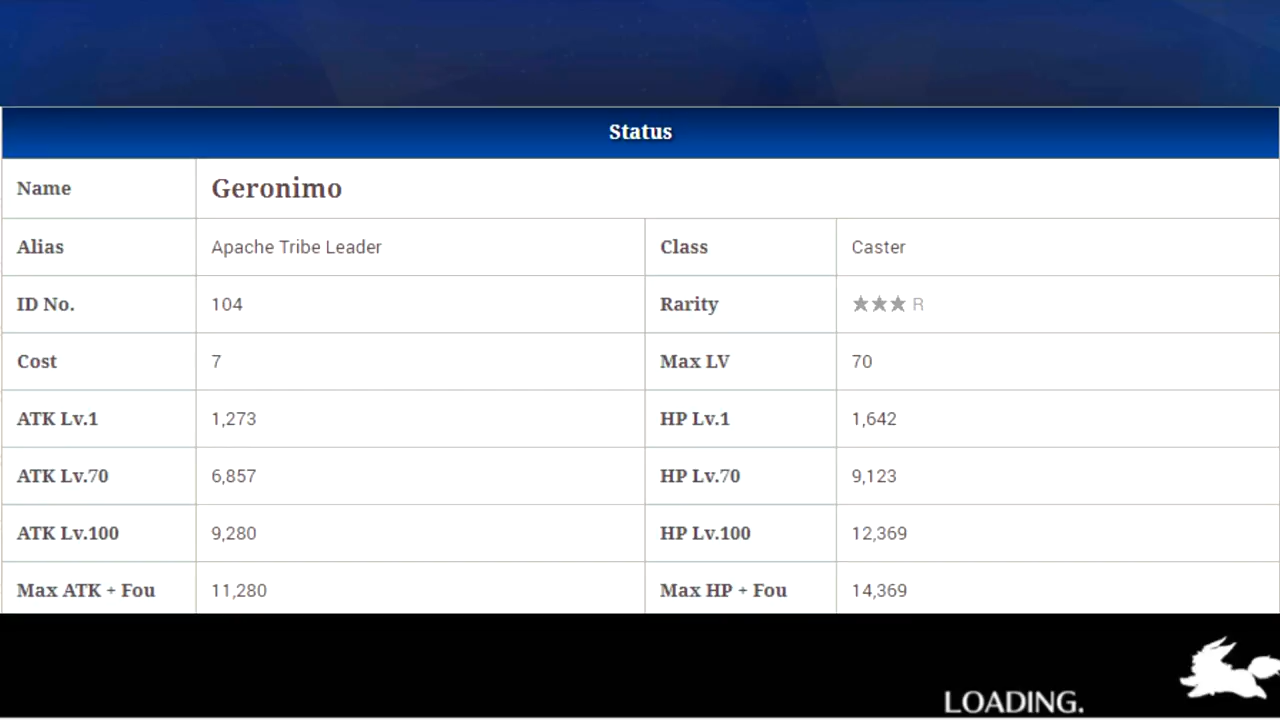 Status
Name Geronimo
Alias Apache Tribe Leader Class Caster
ID No. 104 Rarity ★★★ R
Cost 7 Max LV 70
ATK Lv.1 1,273 HP Lv.1 1,642
ATK Lv.70 6,857 HP Lv.70 9,123
ATK Lv.100 9,280 HP Lv.100 12,369
Max ATK + Fou 11,280 Max HP + Fou 14,369
LOADING.